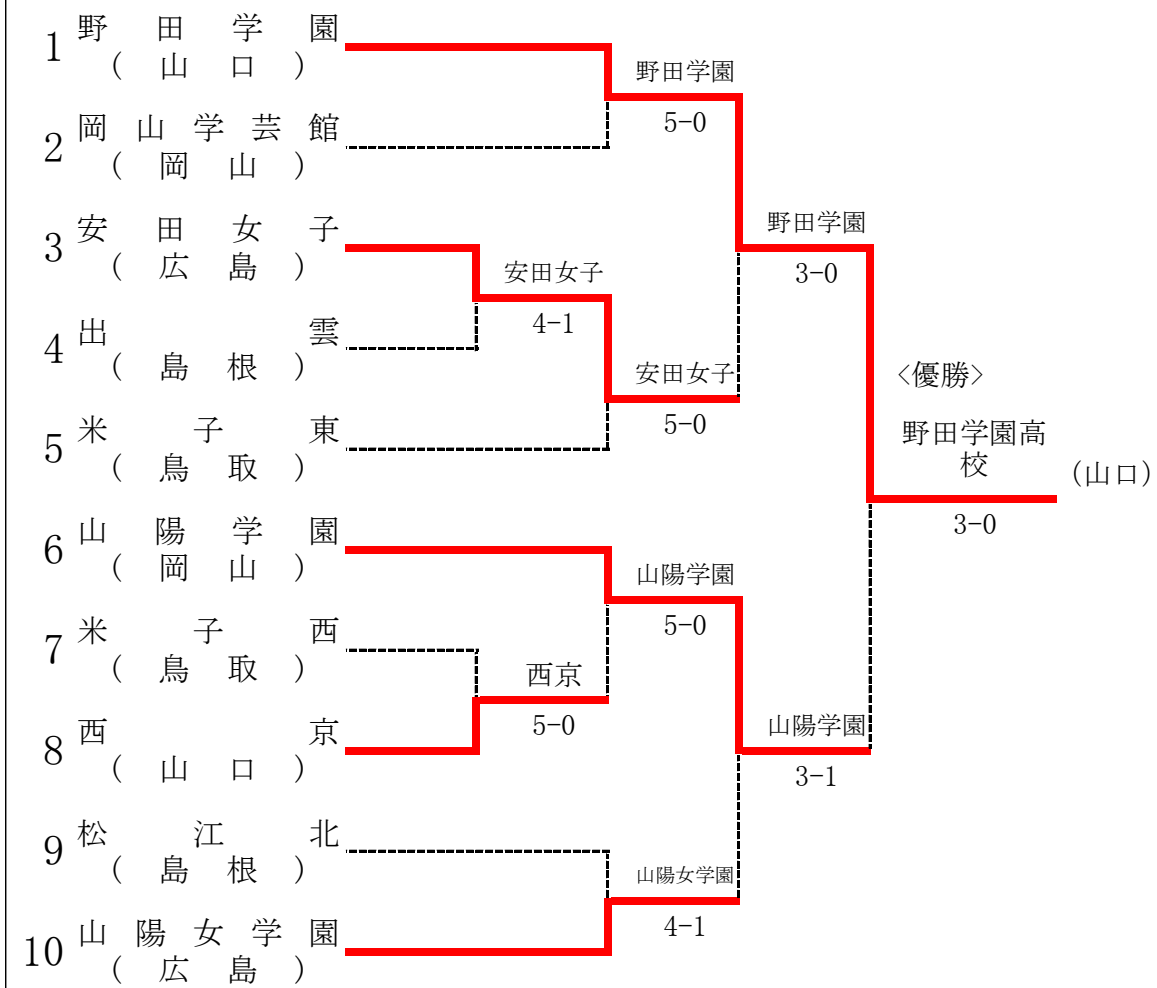 1 野田学園
(山口)
2 岡山学芸館
(岡山)
3 安田女子
(広島)
4 出雲
(島根)
5 米子東
(鳥取)
6 山陽学園
(岡山)
7 米子西
(鳥取)
8 西京
(山口)
9 松江北
(島根)
10 山陽女学園
(広島)
安田女子
4-1
西京
5-0
野田学園
5-0
安田女子
5-0
山陽学園
5-0
山陽女学園
4-1
野田学園
3-0
山陽学園
3-1
<優勝>
野田学園高
校
(山口)
3-0